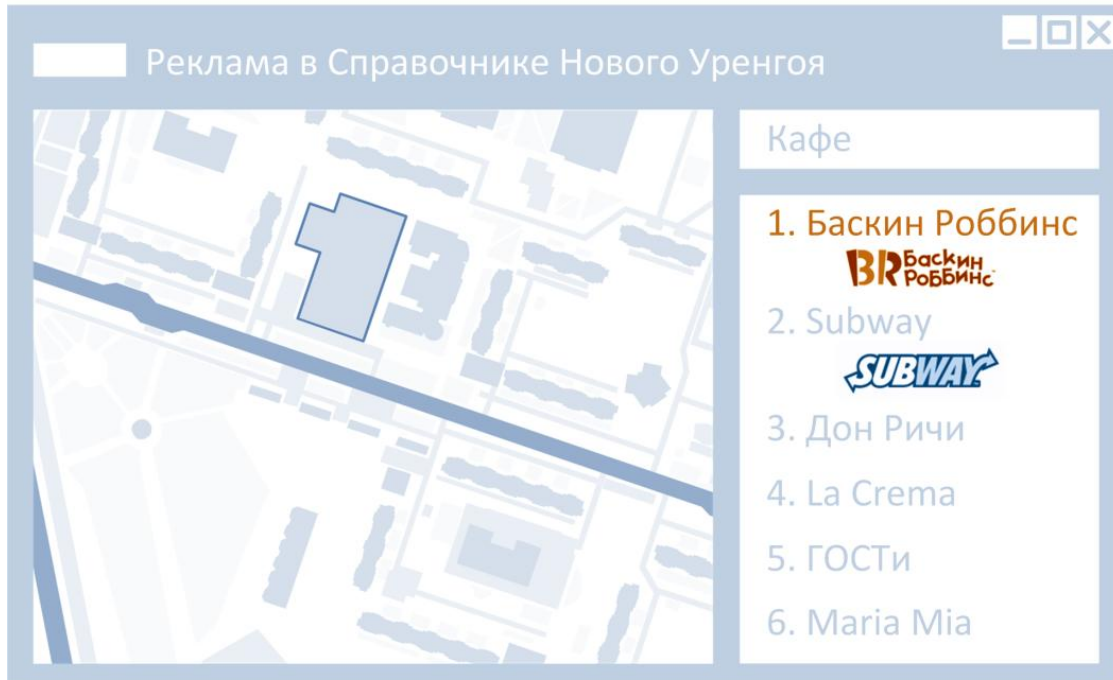 Реклама в Справочнике Нового Уренгоя
Кафе
1. Баскин Роббинс
BR Баскин
Роббинс
2. Subway
SUBWAY
3. Дон Ричи
4. La Crema
5. ГОСТи
6. Maria Mia